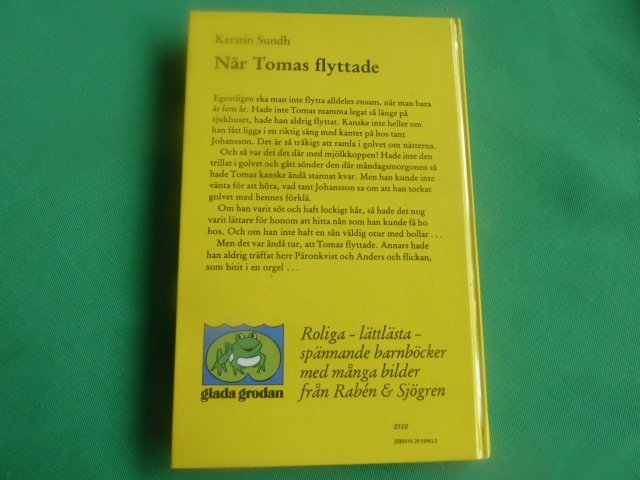 Kerstin Sundh
När Tomas flyttade
Egentligen ska man inte flytta alldeles ensam, när man bara
är fem år. Hade inte Tomas mamma legat så länge på
sjukhuset, hade han aldrig flyttat. Kanske inte heller om
han fått ligga i en riktig säng med kanter på hos tant
Johansson. Det är så tråkigt att ramla i golvet om nätterna.
Och så var det det där med mjölkkoppen! Hade inte den
trillat i golvet och gått sönder den där måndagsmorgonen så
hade Tomas kanske ändå stannat kvar. Men han kunde inte
vänta för att höra, vad tant Johansson sa om att han torkat
golvet med hennes förklä.
Om han varit söt och haft lockigt hår, så hade det nog
varit lättare för honom att hitta nån som han kunde få bo
hos. Och om han inte haft en sån väldig otur med bollar . . .
Men det var ändå tur, att Tomas flyttade. Annars hade
han aldrig träffat herr Päronkvist och Anders och flickan,
som bitit i en orgel . . .
glada grodan
Roliga – lättlästa –
spännande barnböcker
med många bilder
från Rabén & Sjögren
0310
ISBN 91 29 53941 2